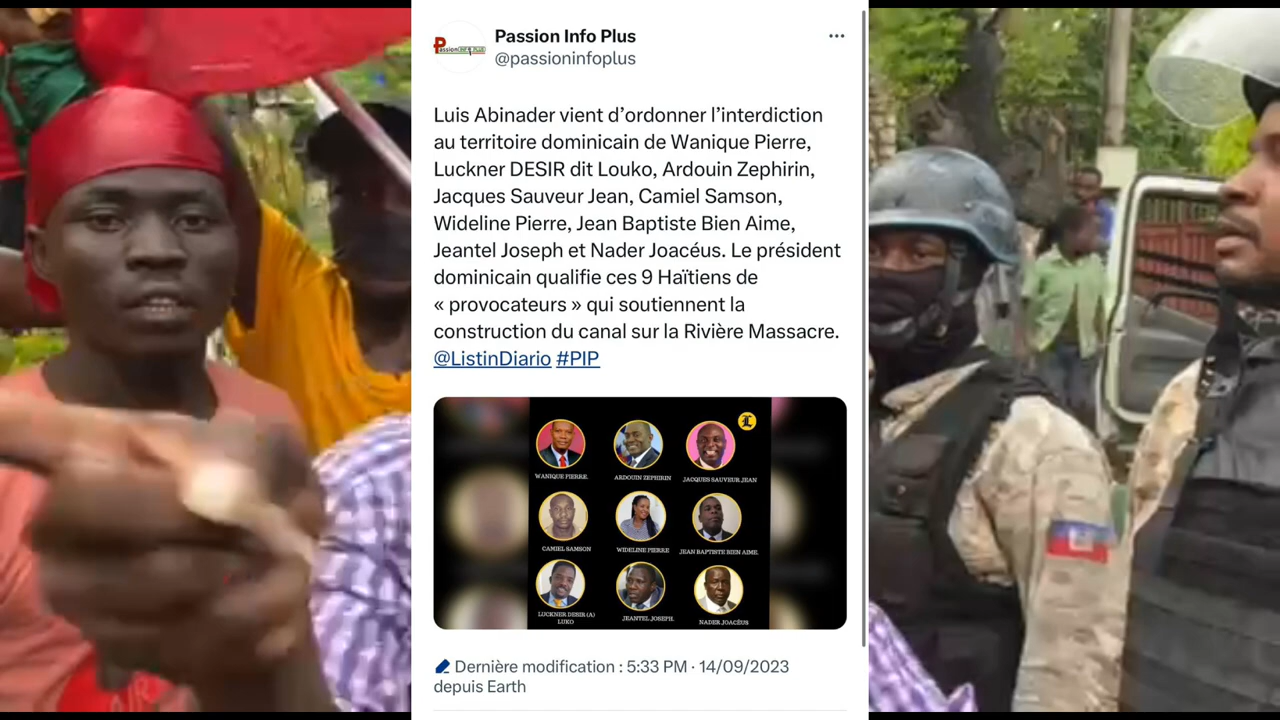 Passion Info Plus
@passioninfoplus
Luis Abinader vient d’ordonner l’interdiction
au territoire dominicain de Wanique Pierre,
Luckner DESIR dit Louko, Ardouin Zephirin,
Jacques Sauveur Jean, Camiel Samson,
Wideline Pierre, Jean Baptiste Bien Aime,
Jeantel Joseph et Nader Joacéus. Le président
dominicain qualifie ces 9 Haïtiens de
« provocateurs » qui soutiennent la
construction du canal sur la Rivière Massacre.
@ListinDiario #PIP
L
WANIQUE PIERRE.
ARDOUIN ZEPHIRIN
JACQUES SAUVEUR JEAN
CAMIEL SAMSON
WIDELINE PIERRE
JEAN BAPTISTE BIEN AIME.
LUCKNER DESIR (A)
LUKO
JEANTEL JOSEPH.
NADER JOACÉUS
Dernière modification : 5:33 PM · 14/09/2023
depuis Earth